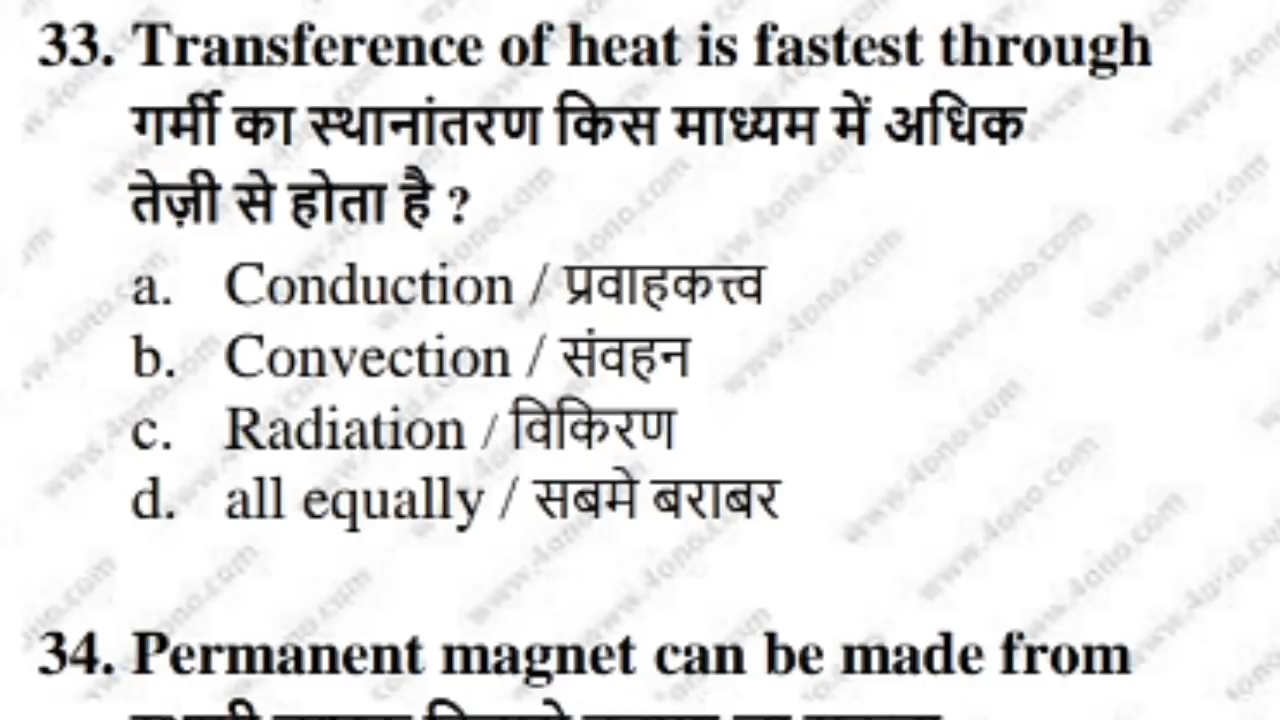 33. Transference of heat is fastest through
गर्मी का स्थानांतरण किस माध्यम में अधिक
तेज़ी से होता है ?
a. Conduction / प्रवाहकत्त्व
b. Convection / संवहन
c. Radiation / विकिरण
d. all equally / सबमे बराबर
34. Permanent magnet can be made from